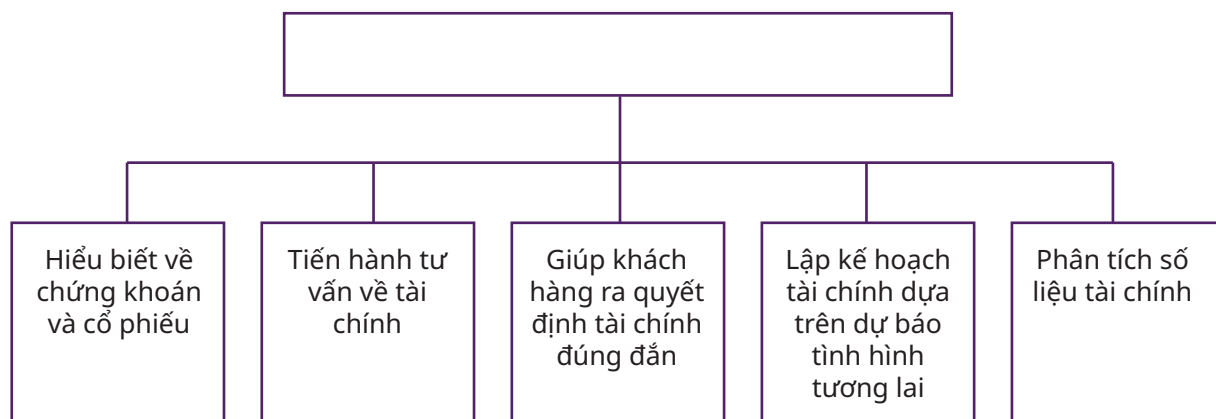 Hiểu biết về
chứng khoán
và cổ phiếu
Tiến hành tư
vấn về tài
chính
Giúp khách
hàng ra quyết
định tài chính
đúng đắn
Lập kế hoạch
tài chính dựa
trên dự báo
tình hình
tương lai
Phân tích số
liệu tài chính